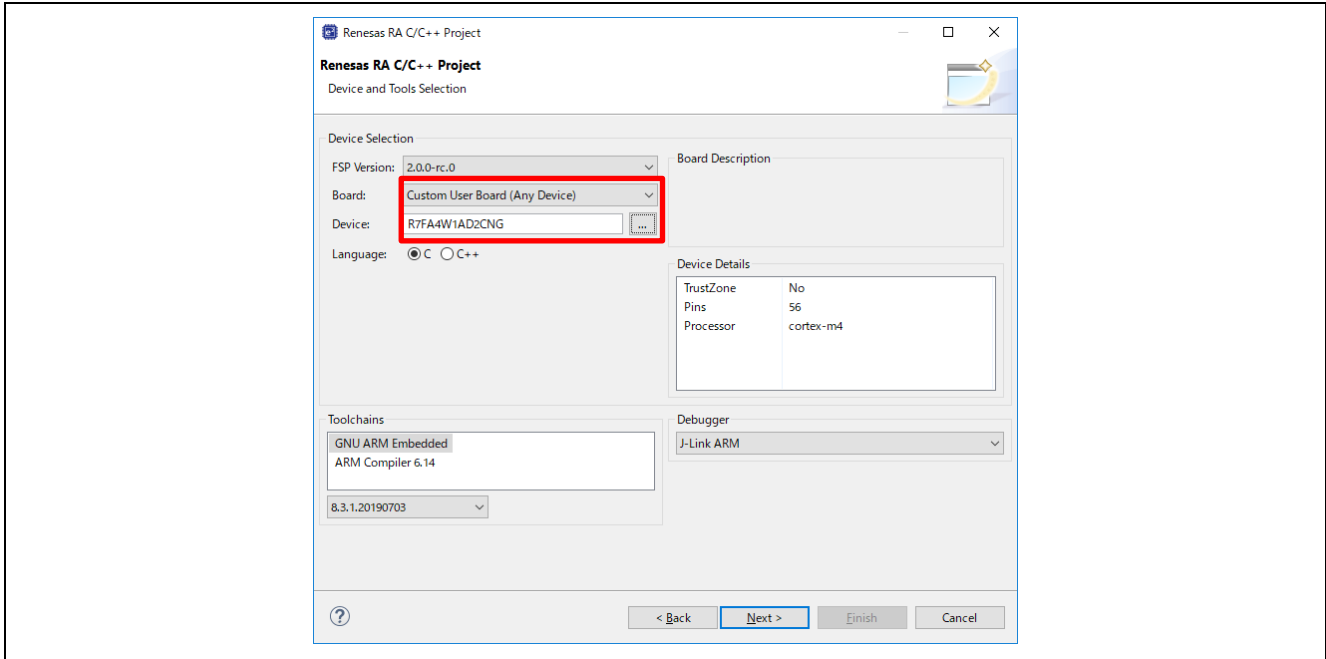 Renesas RA C/C++ Project
Renesas RA C/C++ Project
Device and Tools Selection
Device Selection
FSP Version: 2.0.0-rc.0
Board: Custom User Board (Any Device)
Device: R7FA4W1AD2CNG ...
Language: C C++
Board Description
Device Details
TrustZone No
Pins 56
Processor cortex-m4
Toolchains
GNU ARM Embedded
ARM Compiler 6.14
8.3.1.20190703
Debugger
J-Link ARM
? < Back Next > Finish Cancel